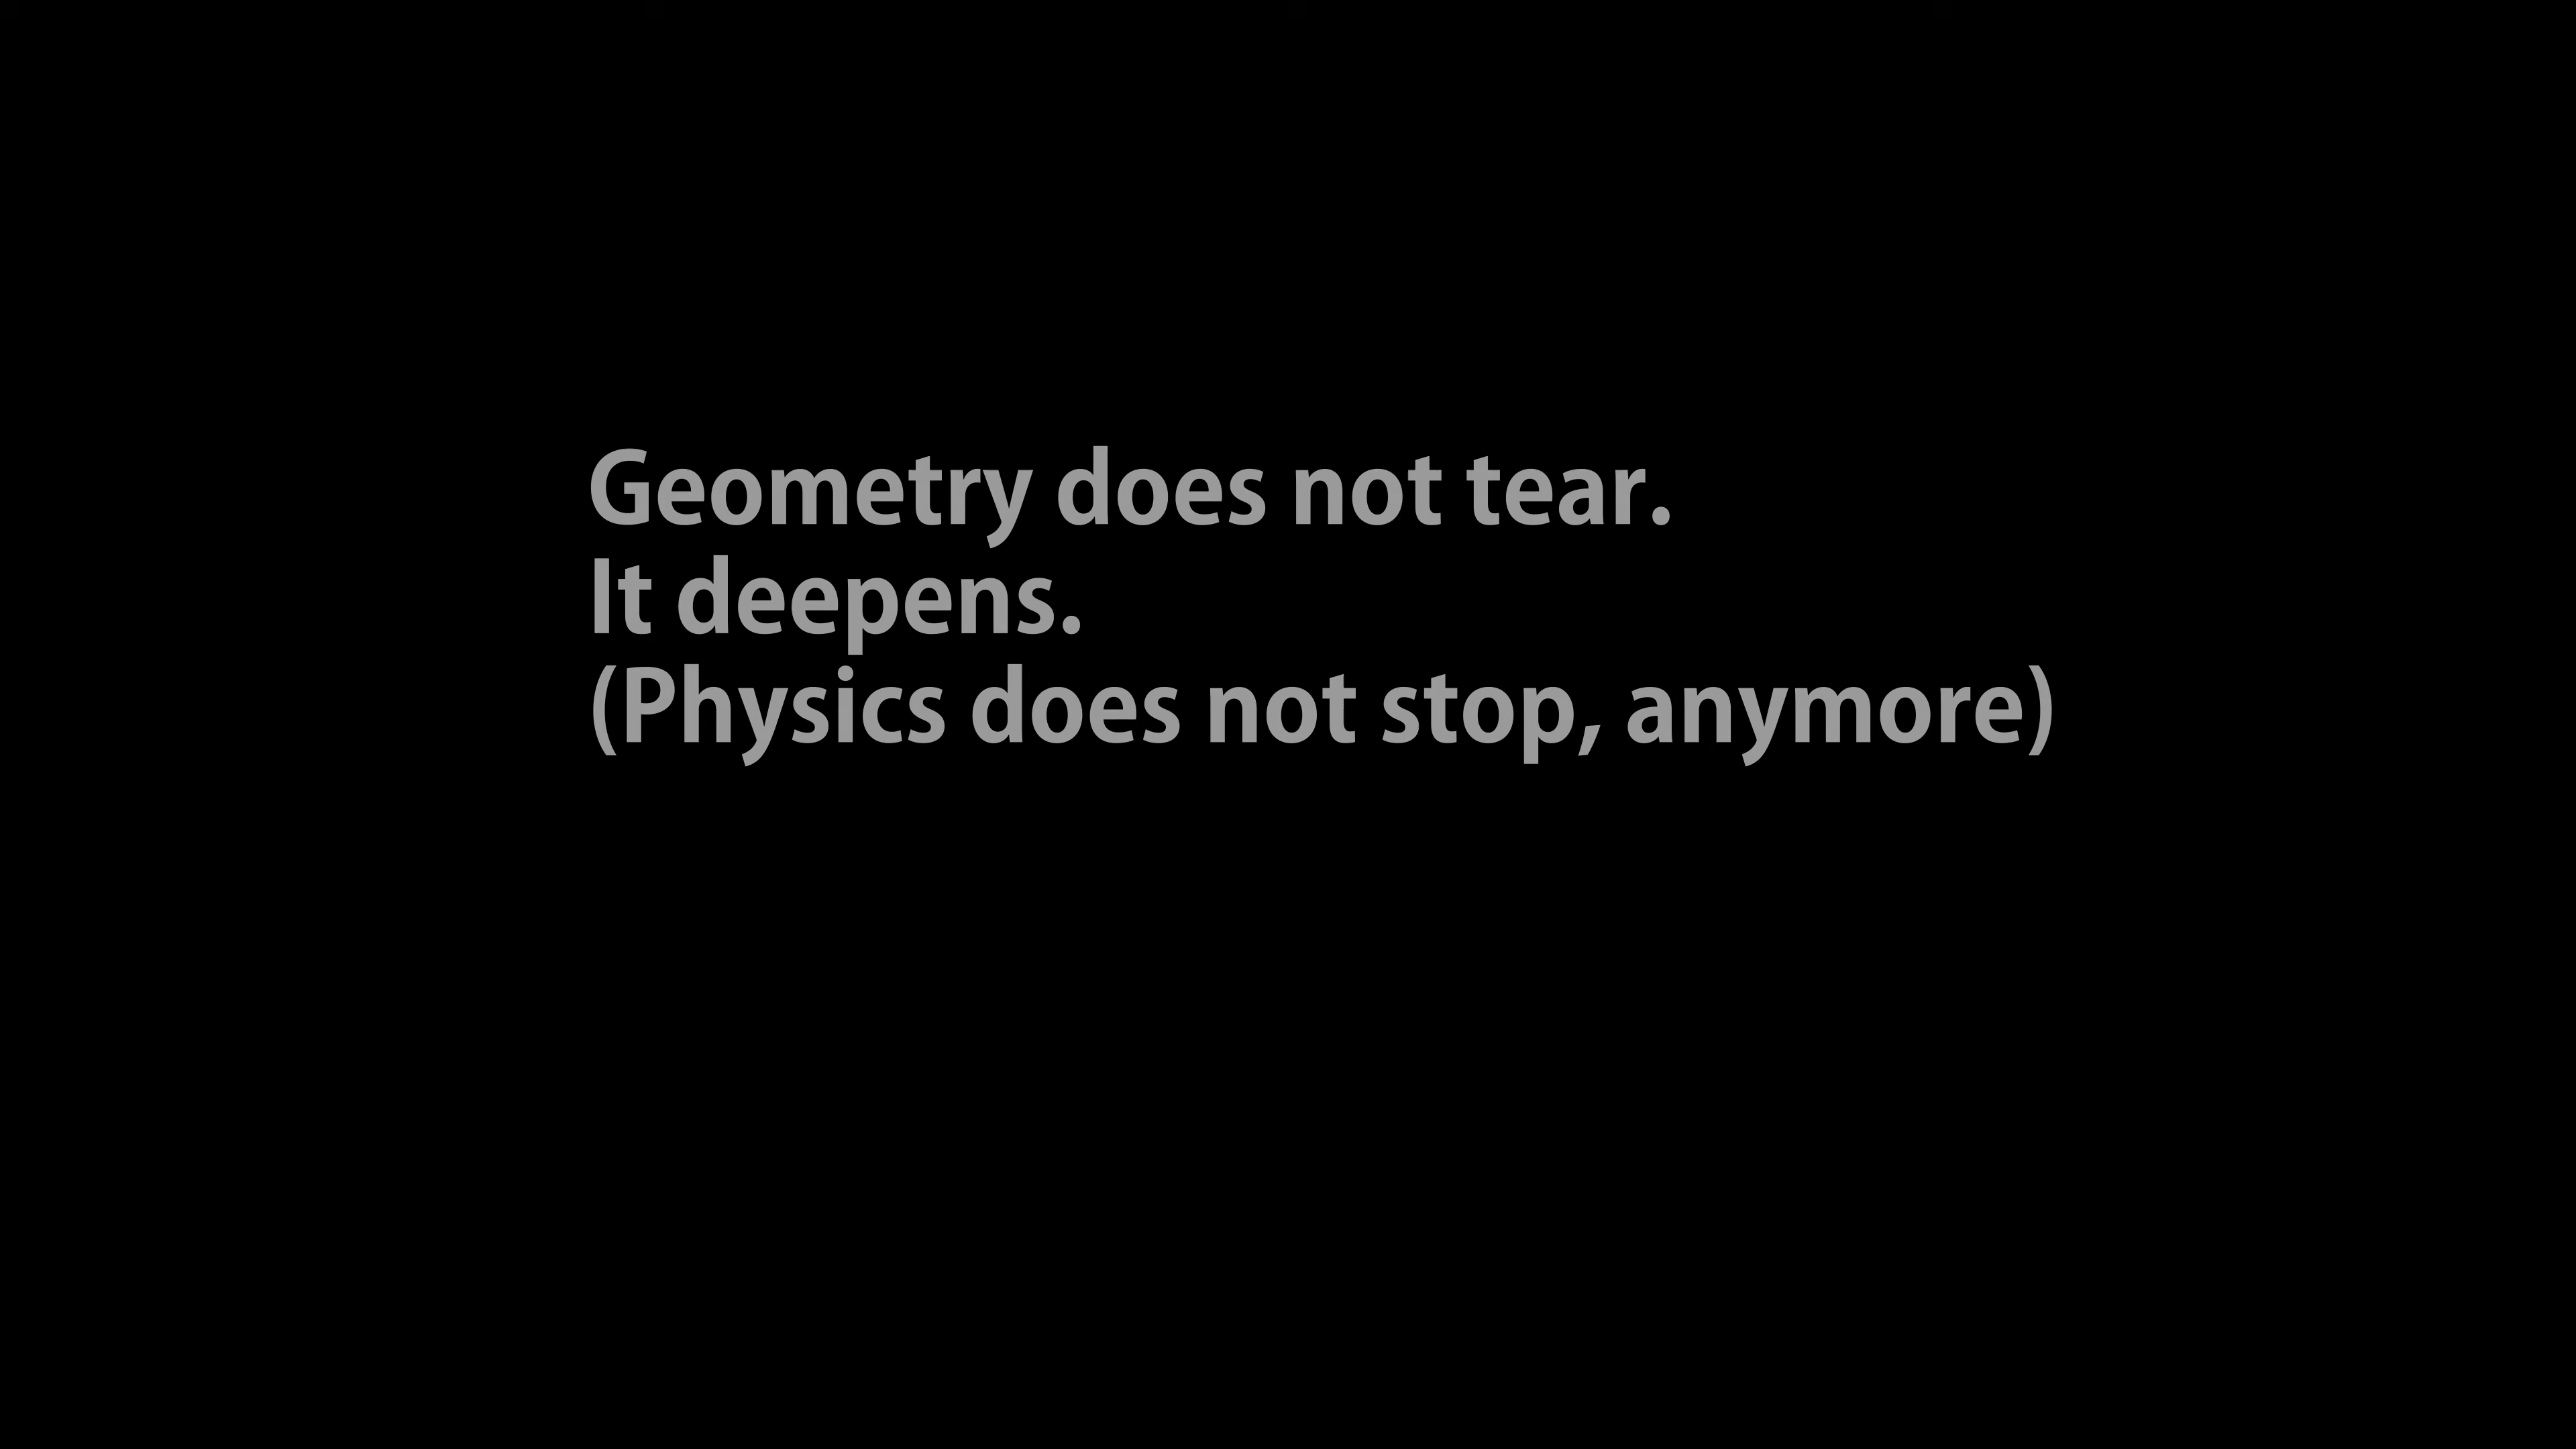 Geometry does not tear.
It deepens.
(Physics does not stop, anymore)